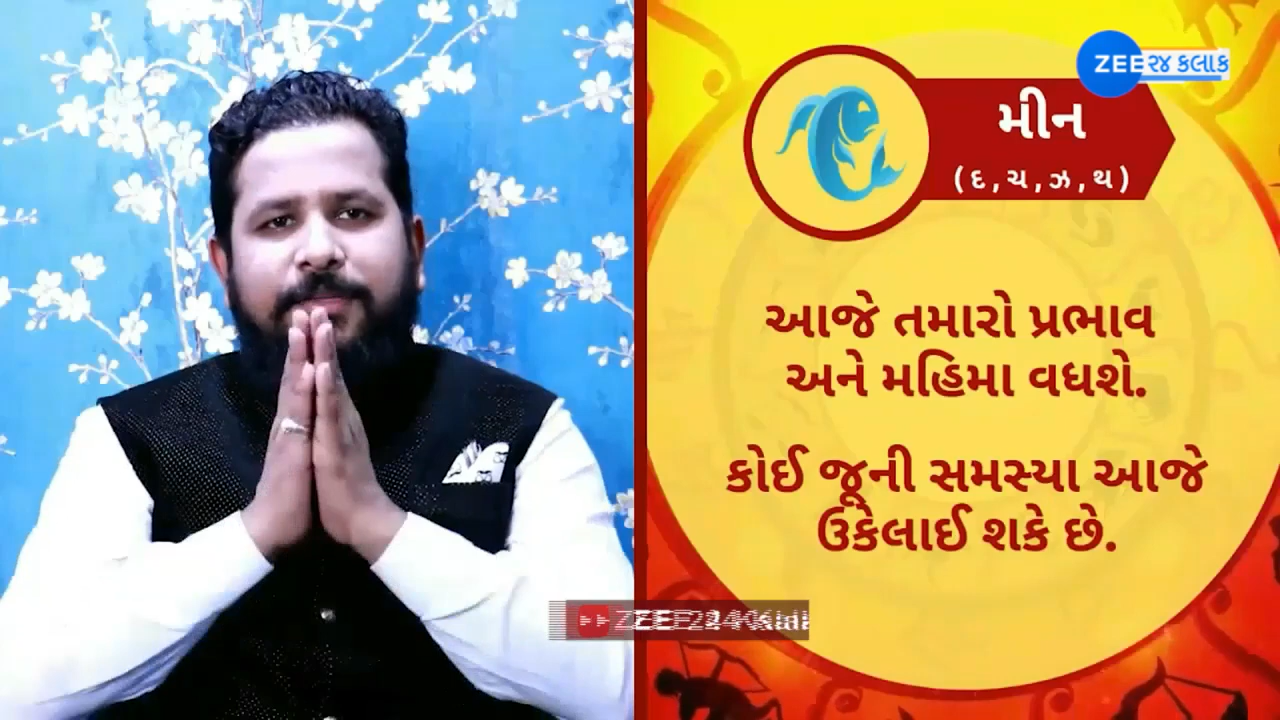 ZEE ૨૪ કલાક
મીન
(દ,ચ,ઝ,થ)
આજે તમારો પ્રભાવ
અને મહિમા વધશે.
કોઈ જૂની સમસ્યા આજે
ઉકેલાઈ શકે છે.